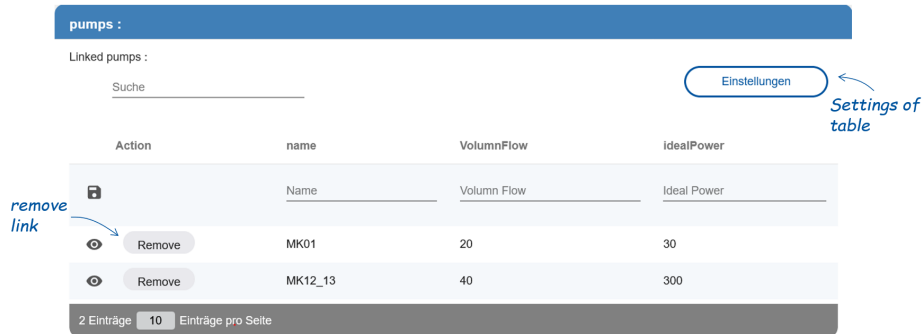 pumps :
Linked pumps :
Suche
Einstellungen
Settings of
table
Action name VolumnFlow idealPower
Name Volumn Flow Ideal Power
remove
link
Remove MK01 20 30
Remove MK12_13 40 300
2 Einträge 10 Einträge pro Seite